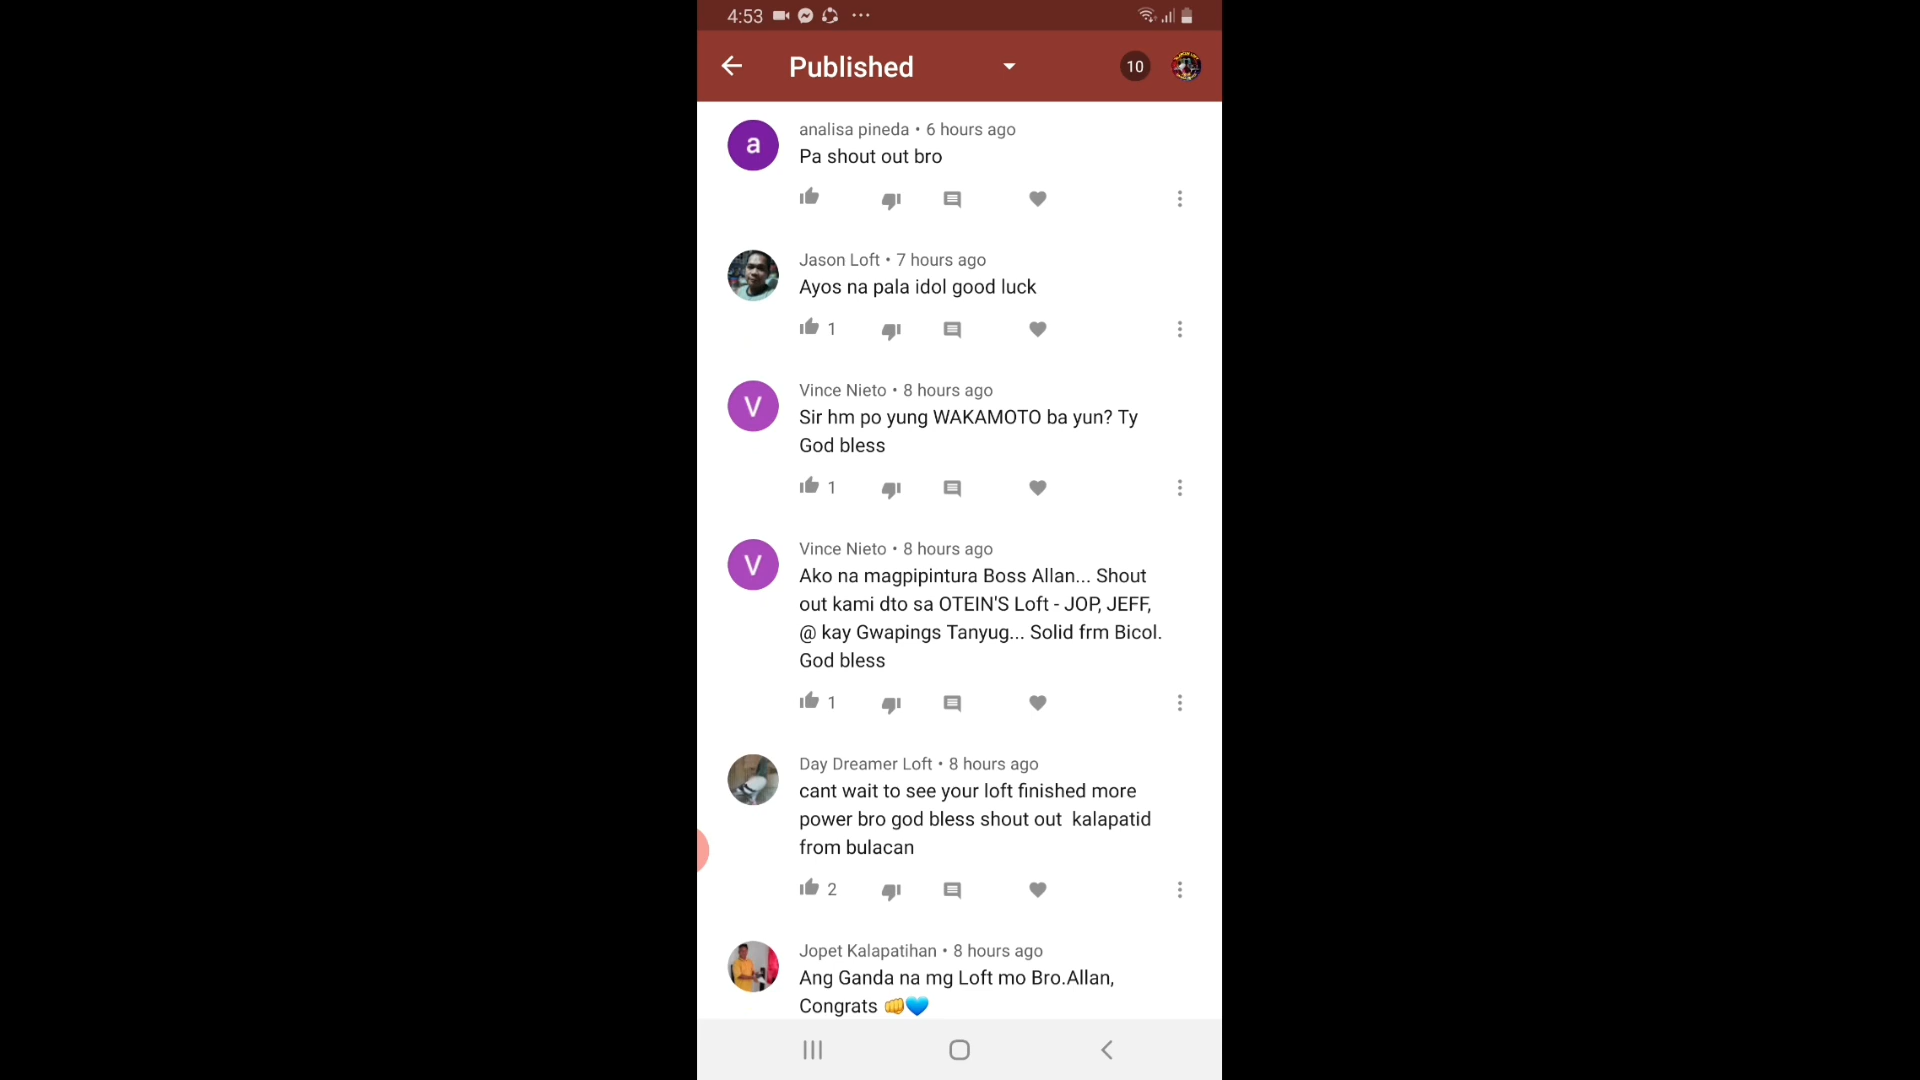 4:53
Published
10
analisa pineda • 6 hours ago
a
Pa shout out bro
Jason Loft • 7 hours ago
Ayos na pala idol good luck
1
Vince Nieto • 8 hours ago
V
Sir hm po yung WAKAMOTO ba yun? Ty
God bless
1
Vince Nieto • 8 hours ago
V
Ako na magpipintura Boss Allan... Shout
out kami dto sa OTEIN'S Loft - JOP, JEFF,
@ kay Gwapings Tanyug... Solid frm Bicol.
God bless
1
Day Dreamer Loft • 8 hours ago
cant wait to see your loft finished more
power bro god bless shout out  kalapatid
from bulacan
2
Jopet Kalapatihan • 8 hours ago
Ang Ganda na mg Loft mo Bro.Allan,
Congrats 👊💙